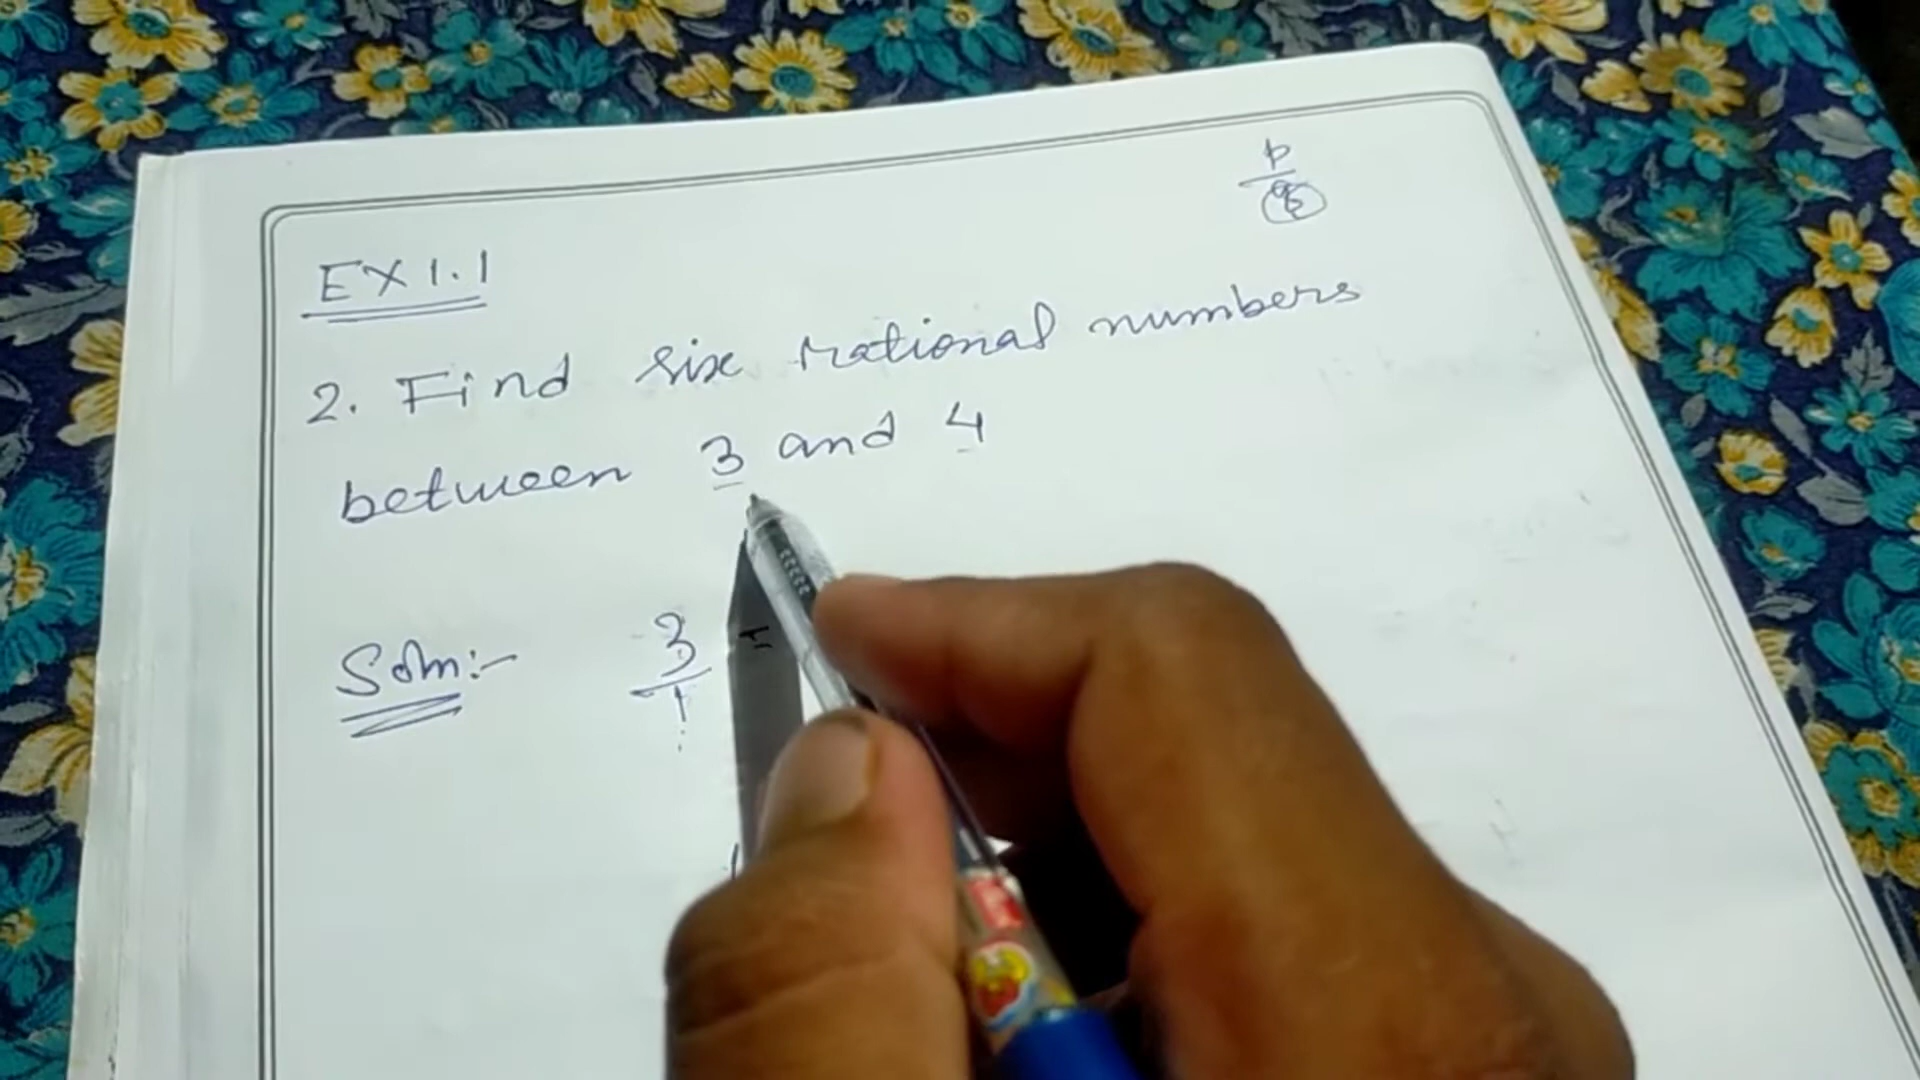 p
q
EX 1.1
2. Find six rational numbers
between 3 and 4
Soln:- 3
1